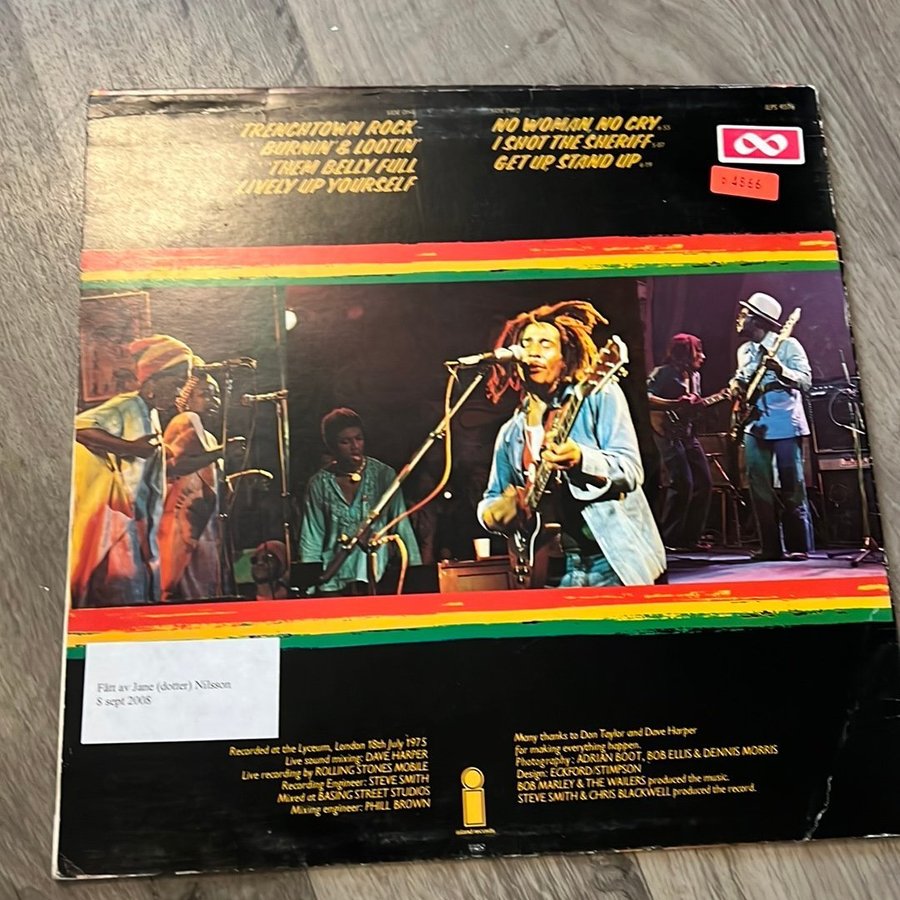 SIDE ONE
TRENCHTOWN ROCK
BURNIN' & LOOTIN'
THEM BELLY FULL
LIVELY UP YOURSELF
SIDE TWO
NO WOMAN, NO CRY
I SHOT THE SHERIFF
GET UP, STAND UP
Fått av Jane (dotter) Nilsson
8 sept 2008
Recorded at the Lyceum, London 18th July 1975
Live sound mixing: DAVE HARPER
Live recording by ROLLING STONES MOBILE
Recording Engineer: STEVE SMITH
Mixed at BASING STREET STUDIOS
Mixing engineer: PHILL BROWN
island records
Many thanks to Don Taylor and Dave Harper
for making everything happen.
Photography: ADRIAN BOOT, BOB ELLIS & DENNIS MORRIS
Design: ECKFORD/STIMPSON
BOB MARLEY & THE WAILERS produced the music.
STEVE SMITH & CHRIS BLACKWELL produced the record.